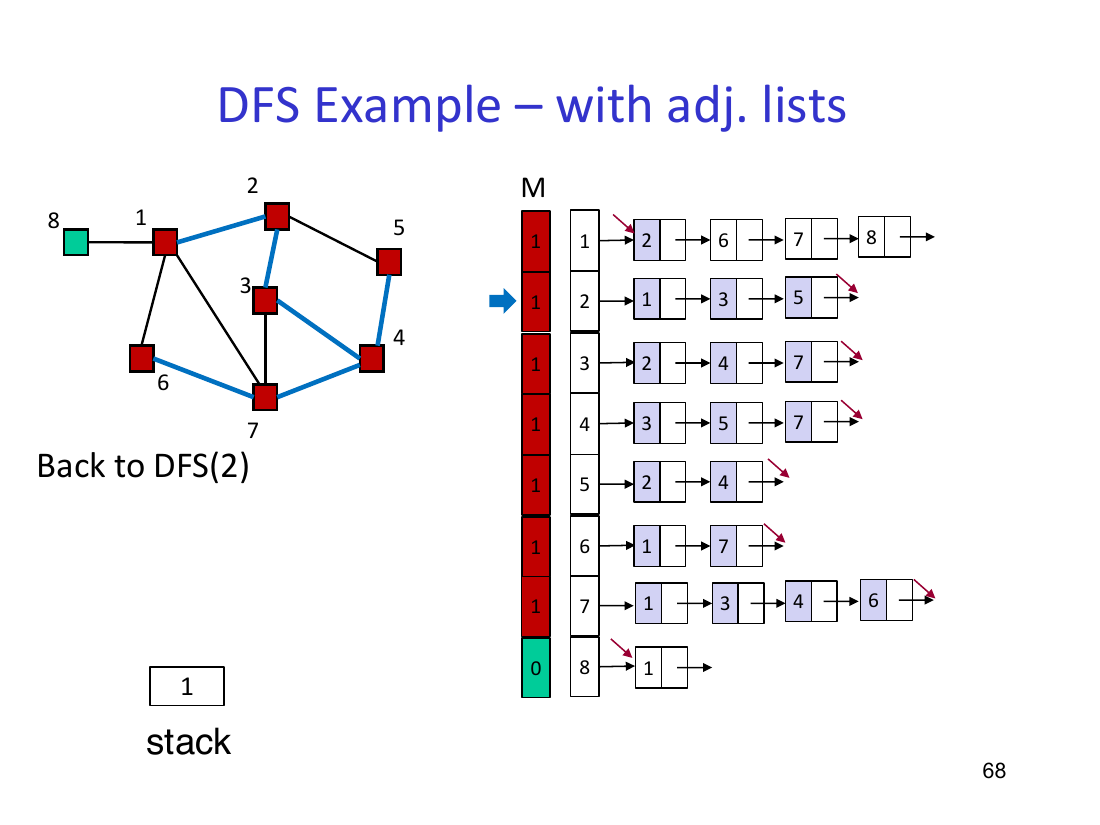 DFS Example – with adj. lists
M
2
8
1
5
3
4
6
7
Back to DFS(2)
1 1 2 6 7 8
1 2 1 3 5
1 3 2 4 7
1 4 3 5 7
1 5 2 4
1 6 1 7
1 7 1 3 4 6
0 8 1
1
stack
68